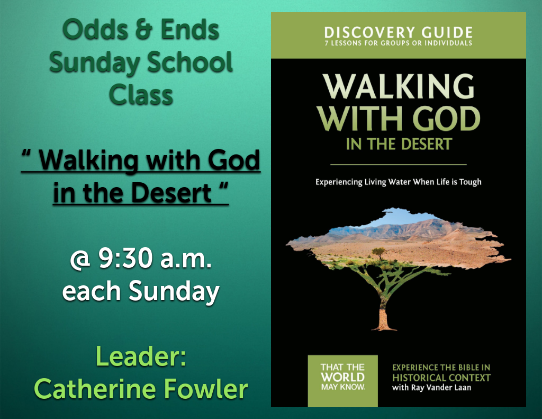 Odds & Ends
Sunday School
Class
“ Walking with God
in the Desert “
@ 9:30 a.m.
each Sunday
Leader:
Catherine Fowler
DISCOVERY GUIDE
7 LESSONS FOR GROUPS OR INDIVIDUALS
WALKING
WITH GOD
IN THE DESERT
Experiencing Living Water When Life is Tough
THAT THE
WORLD
MAY KNOW.
EXPERIENCE THE BIBLE IN
HISTORICAL CONTEXT
with Ray Vander Laan